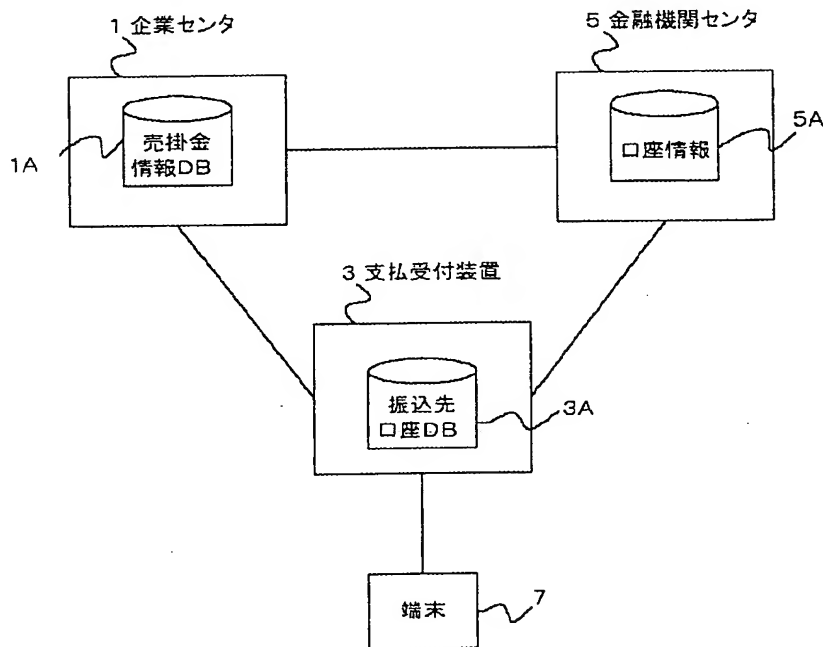 1 企業センタ
5 金融機関センタ
売掛金
情報DB
1A
口座情報
5A
3 支払受付装置
振込先
口座DB
3A
端末
7